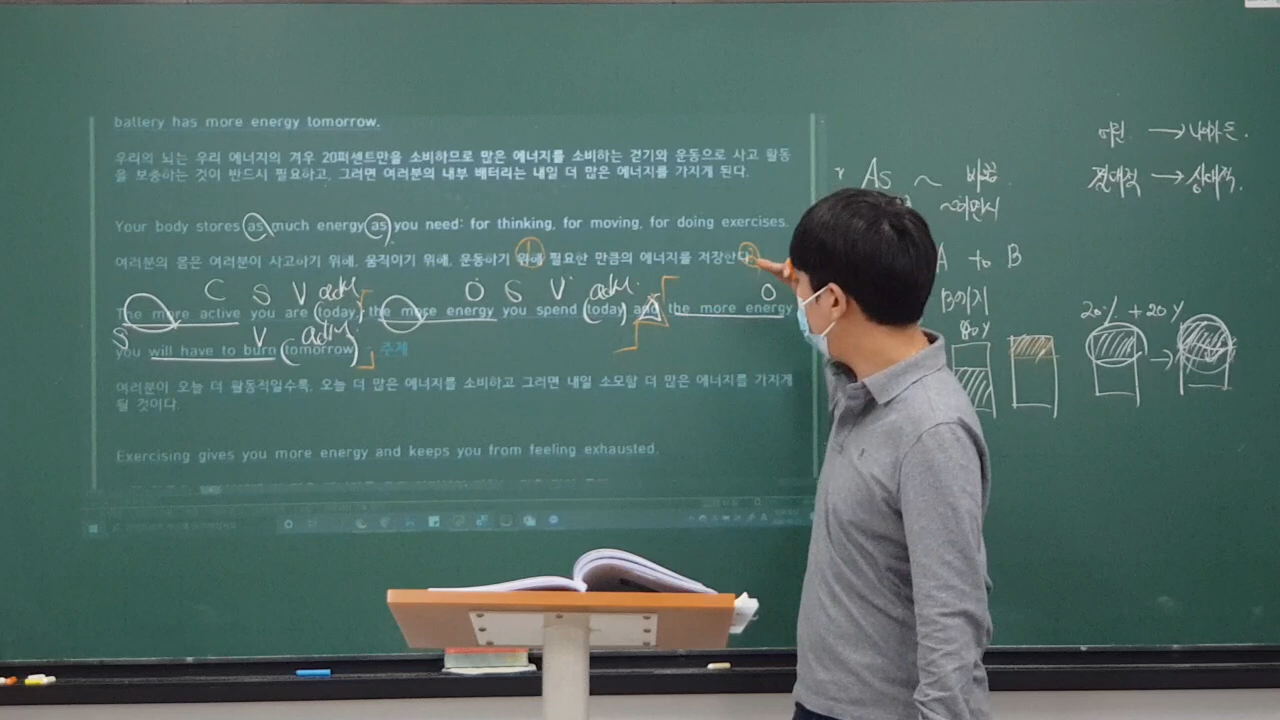 battery has more energy tomorrow.
우리의 뇌는 우리 에너지의 겨우 20퍼센트만을 소비하므로 많은 에너지를 소비하는 걷기와 운동으로 사고 활동
을 보충하는 것이 반드시 필요하고, 그러면 여러분의 내부 배터리는 내일 더 많은 에너지를 가지게 된다.
Your body stores as much energy as you need: for thinking, for moving, for doing exercises.
① ②
여러분의 몸은 여러분이 사고하기 위해, 움직이기 위해, 운동하기 위해 필요한 만큼의 에너지를 저장한다.
C S V adv. O S V adv. O
The more active you are today, the more energy you spend today and the more energy
S V adv.
you will have to burn tomorrow. 주제
여러분이 오늘 더 활동적일수록, 오늘 더 많은 에너지를 소비하고 그러면 내일 소모할 더 많은 에너지를 가지게
될 것이다.
Exercising gives you more energy and keeps you from feeling exhausted.
As ~
A to B
B까지
어린 →
절대적 → 상대적.
20% + 20%